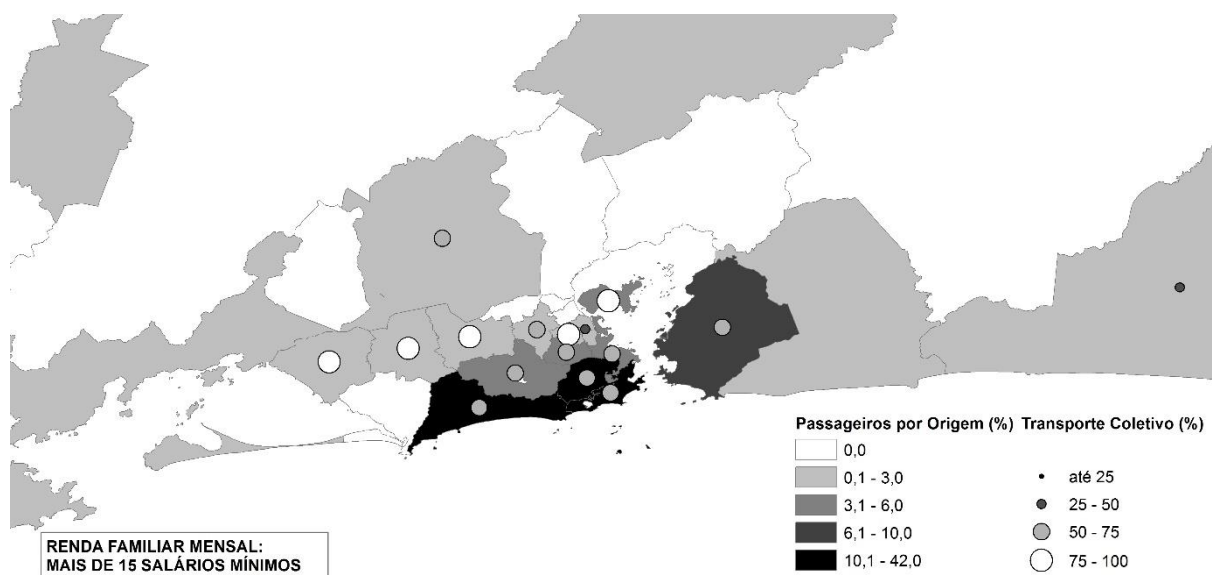 Passageiros por Origem (%) Transporte Coletivo (%)
0,0
0,1 - 3,0 até 25
3,1 - 6,0 25 - 50
6,1 - 10,0 50 - 75
10,1 - 42,0 75 - 100
RENDA FAMILIAR MENSAL:
MAIS DE 15 SALÁRIOS MÍNIMOS